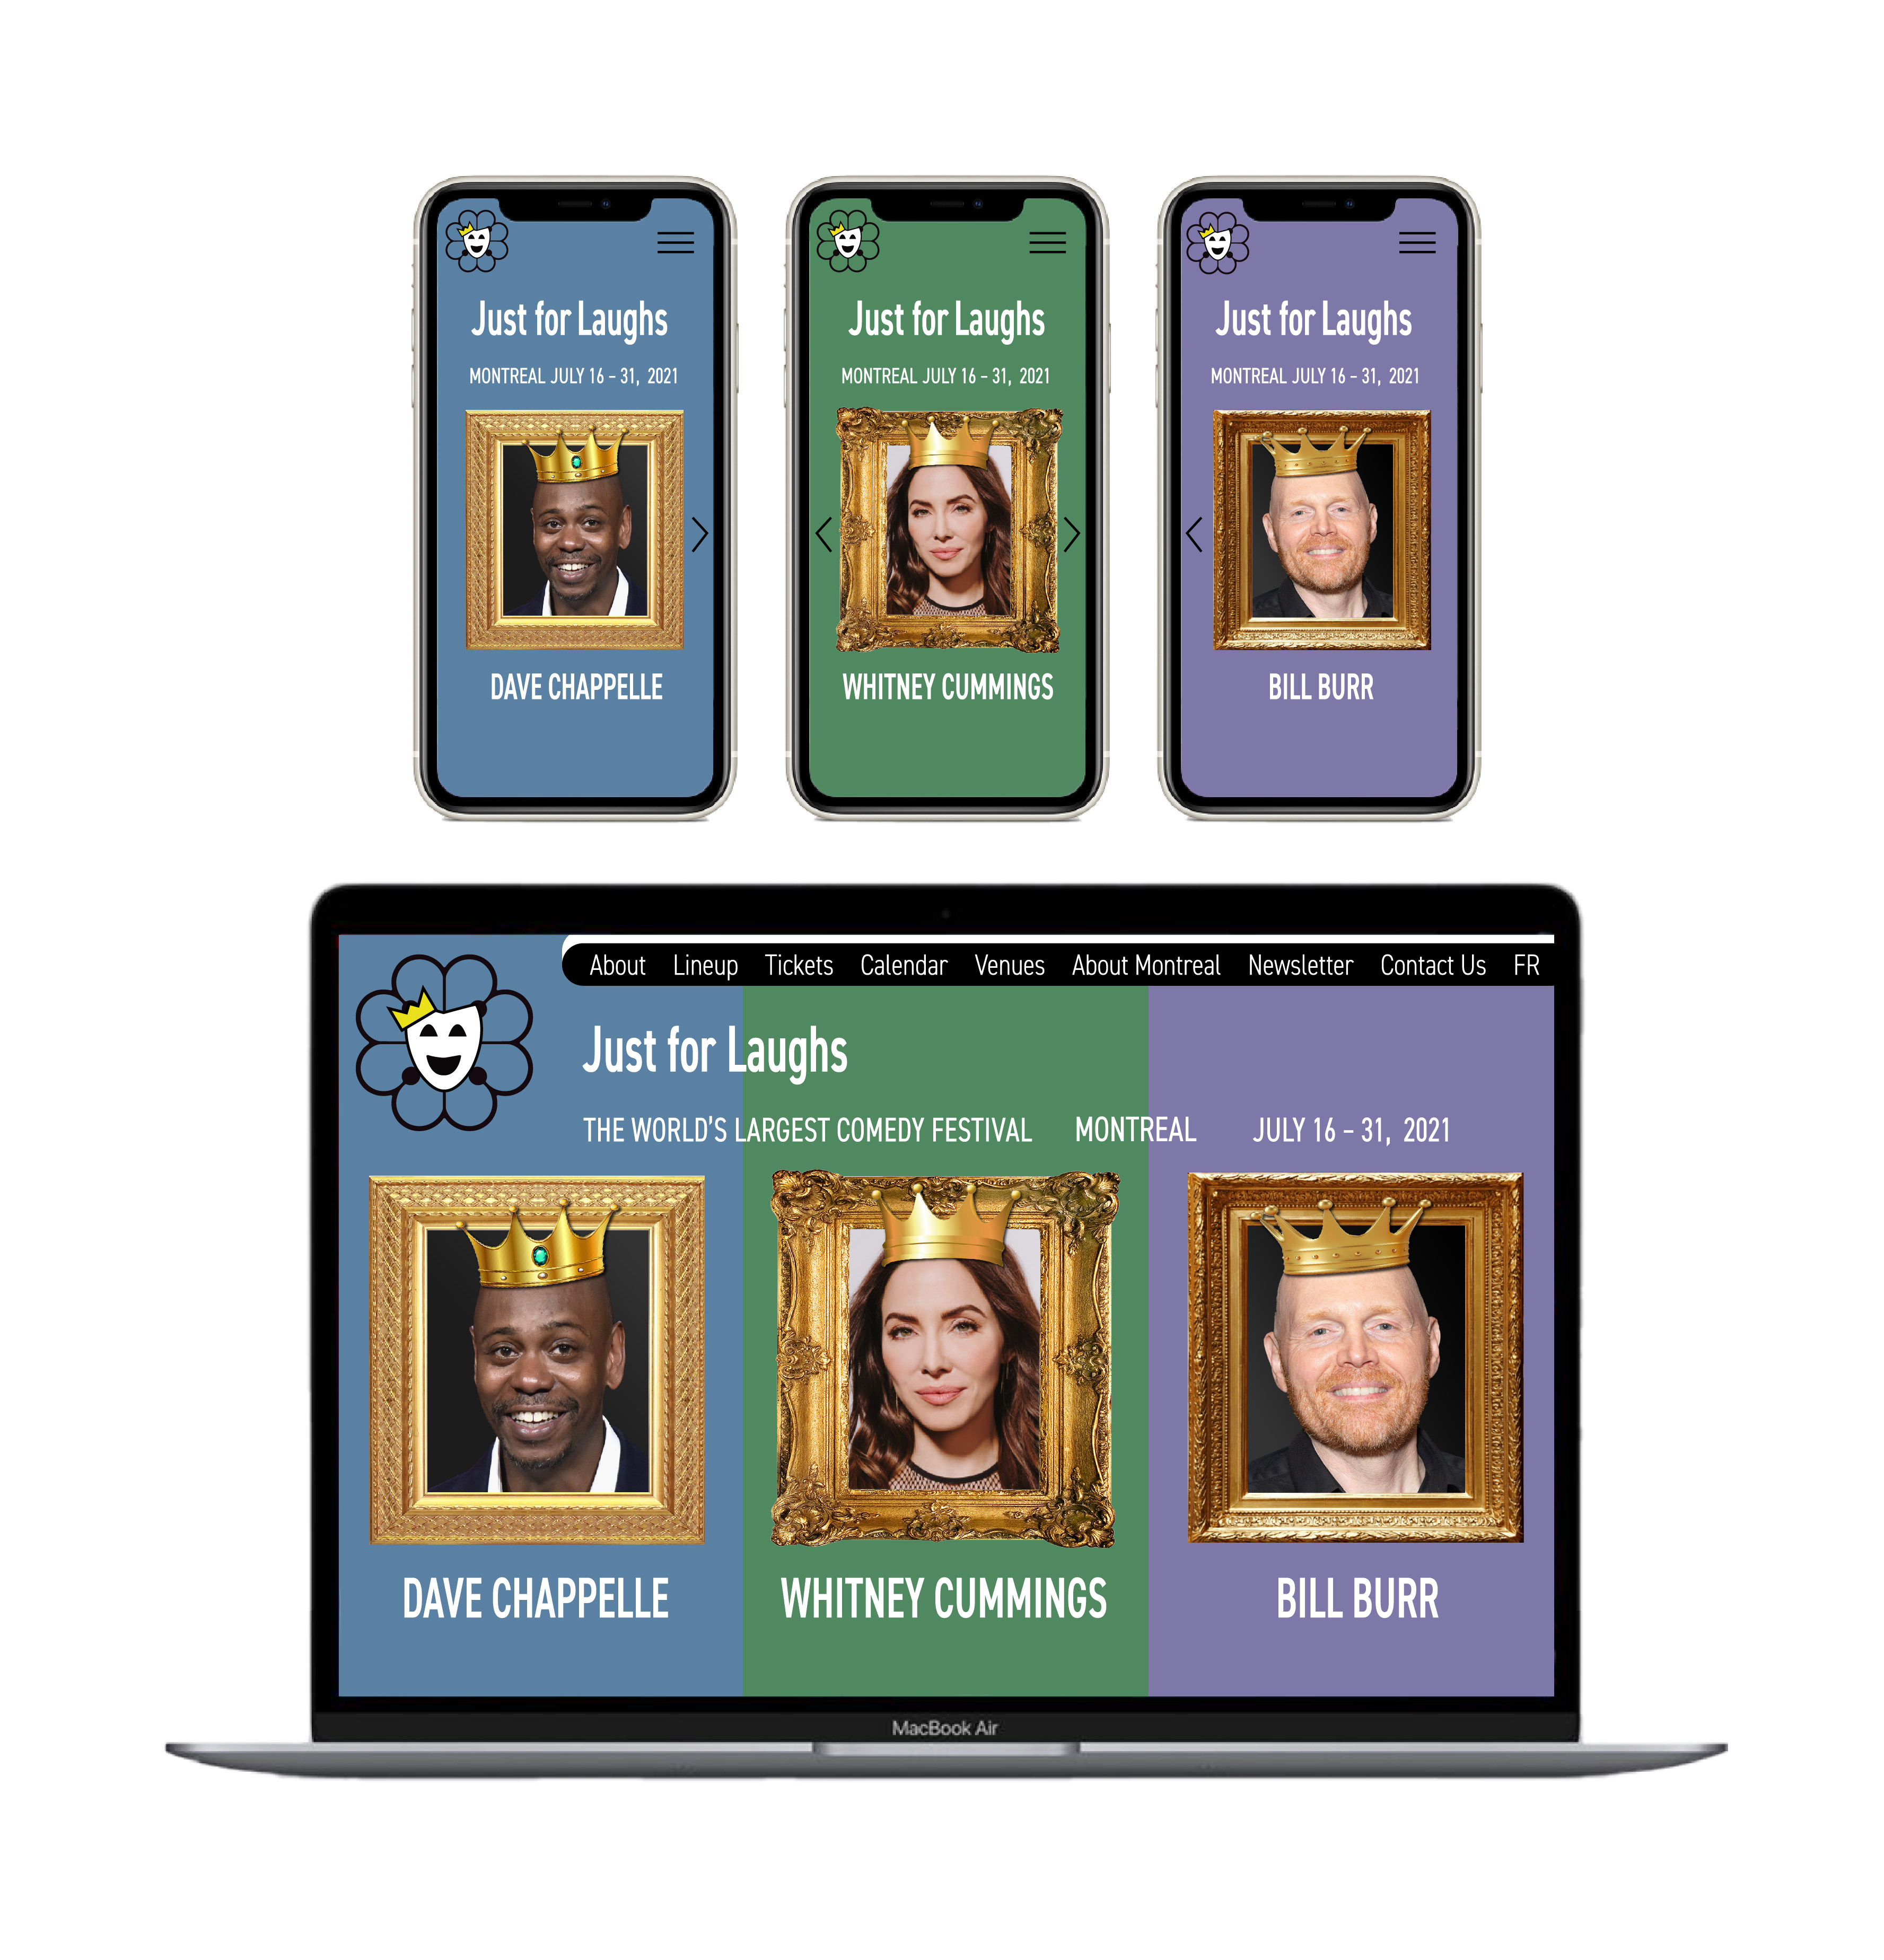 Just for Laughs
MONTREAL JULY 16 - 31, 2021
DAVE CHAPPELLE
Just for Laughs
MONTREAL JULY 16 - 31, 2021
WHITNEY CUMMINGS
Just for Laughs
MONTREAL JULY 16 - 31, 2021
BILL BURR
About Lineup Tickets Calendar Venues About Montreal Newsletter Contact Us FR
Just for Laughs
THE WORLD'S LARGEST COMEDY FESTIVAL MONTREAL JULY 16 - 31, 2021
DAVE CHAPPELLE WHITNEY CUMMINGS BILL BURR
MacBook Air